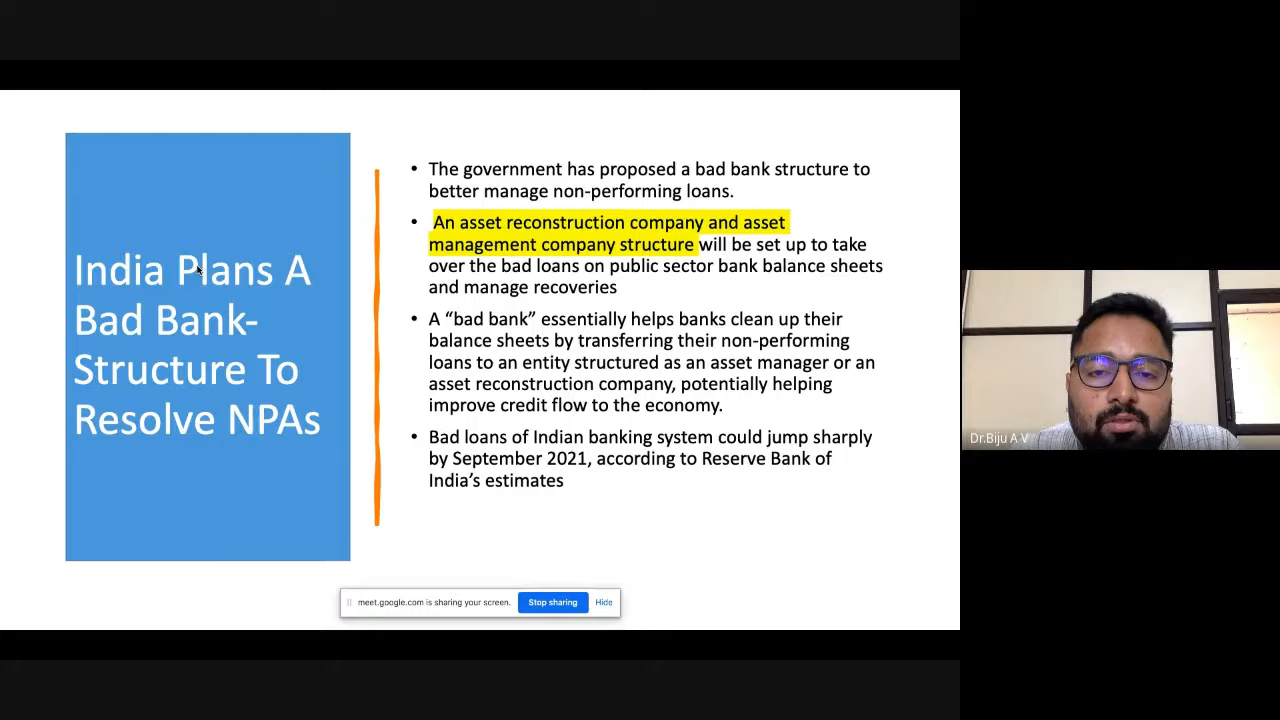 India Plans A
Bad Bank-
Structure To
Resolve NPAs
• The government has proposed a bad bank structure to
better manage non-performing loans.
• An asset reconstruction company and asset
management company structure will be set up to take
over the bad loans on public sector bank balance sheets
and manage recoveries
• A “bad bank” essentially helps banks clean up their
balance sheets by transferring their non-performing
loans to an entity structured as an asset manager or an
asset reconstruction company, potentially helping
improve credit flow to the economy.
• Bad loans of Indian banking system could jump sharply
by September 2021, according to Reserve Bank of
India’s estimates
meet.google.com is sharing your screen. Stop sharing Hide
Dr.Biju A V